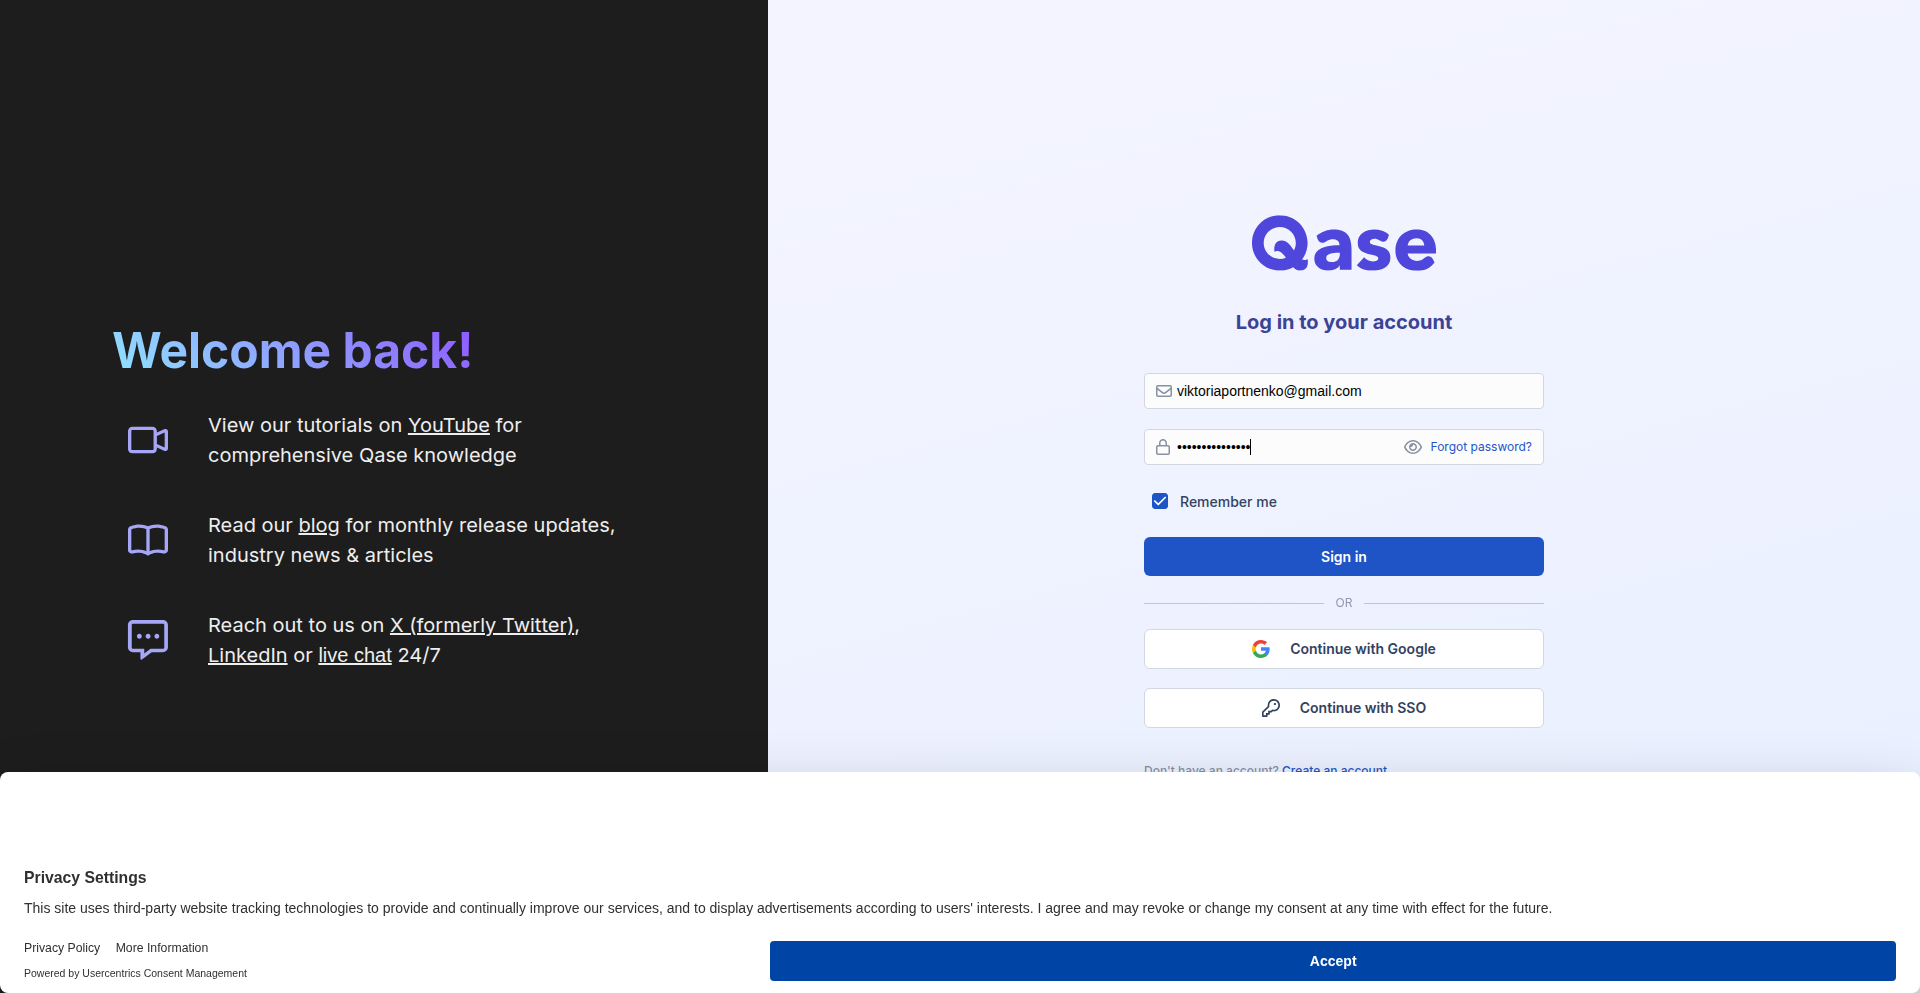 Welcome back!
View our tutorials on YouTube for
comprehensive Qase knowledge
Read our blog for monthly release updates,
industry news & articles
Reach out to us on X (formerly Twitter),
LinkedIn or live chat 24/7
Qase
Log in to your account
viktoriaportnenko@gmail.com
••••••••••••••• Forgot password?
Remember me
Sign in
OR
Continue with Google
Continue with SSO
Don't have an account? Create an account
Privacy Settings
This site uses third-party website tracking technologies to provide and continually improve our services, and to display advertisements according to users' interests. I agree and may revoke or change my consent at any time with effect for the future.
Privacy Policy More Information
Powered by Usercentrics Consent Management
Accept